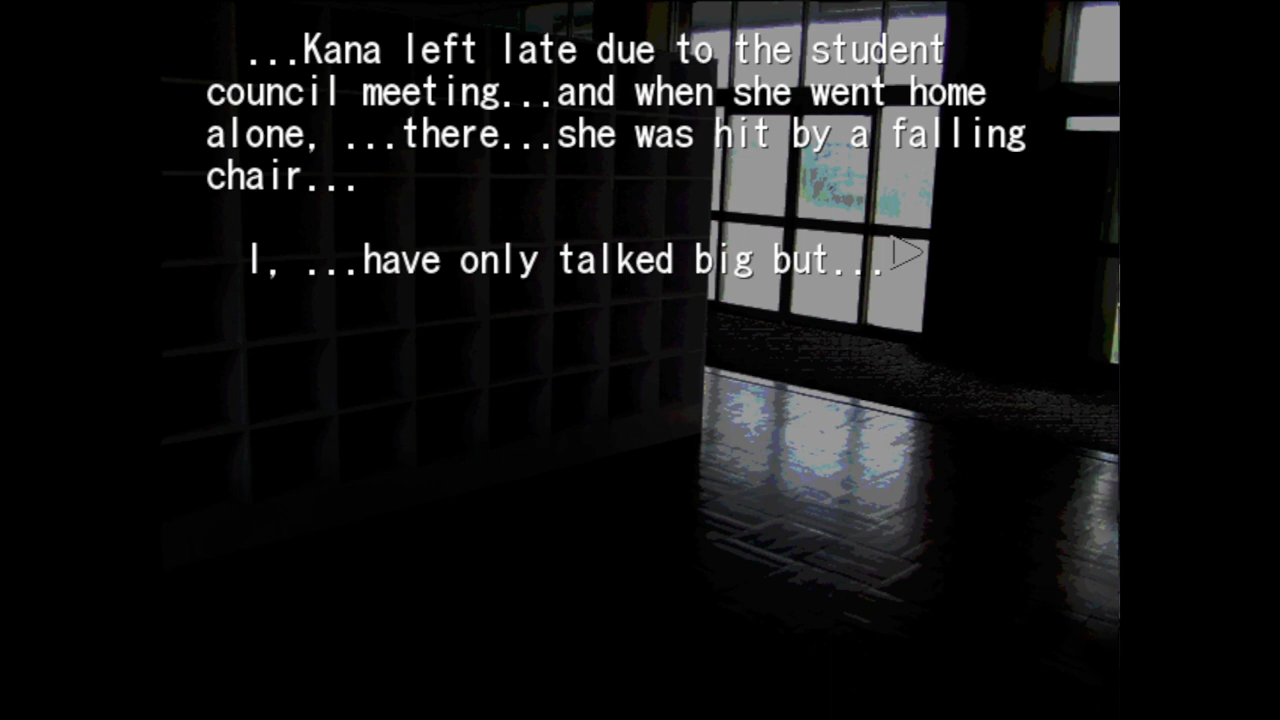 ...Kana left late due to the student
council meeting...and when she went home
alone, ...there...she was hit by a falling
chair...
I, ...have only talked big but...